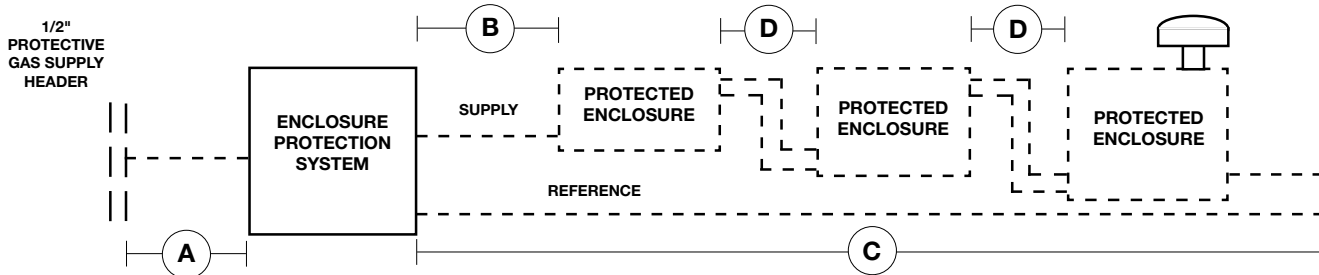 1/2"
PROTECTIVE
GAS SUPPLY
HEADER
A
ENCLOSURE
PROTECTION
SYSTEM
B
SUPPLY
REFERENCE
PROTECTED
ENCLOSURE
D
PROTECTED
ENCLOSURE
D
PROTECTED
ENCLOSURE
C